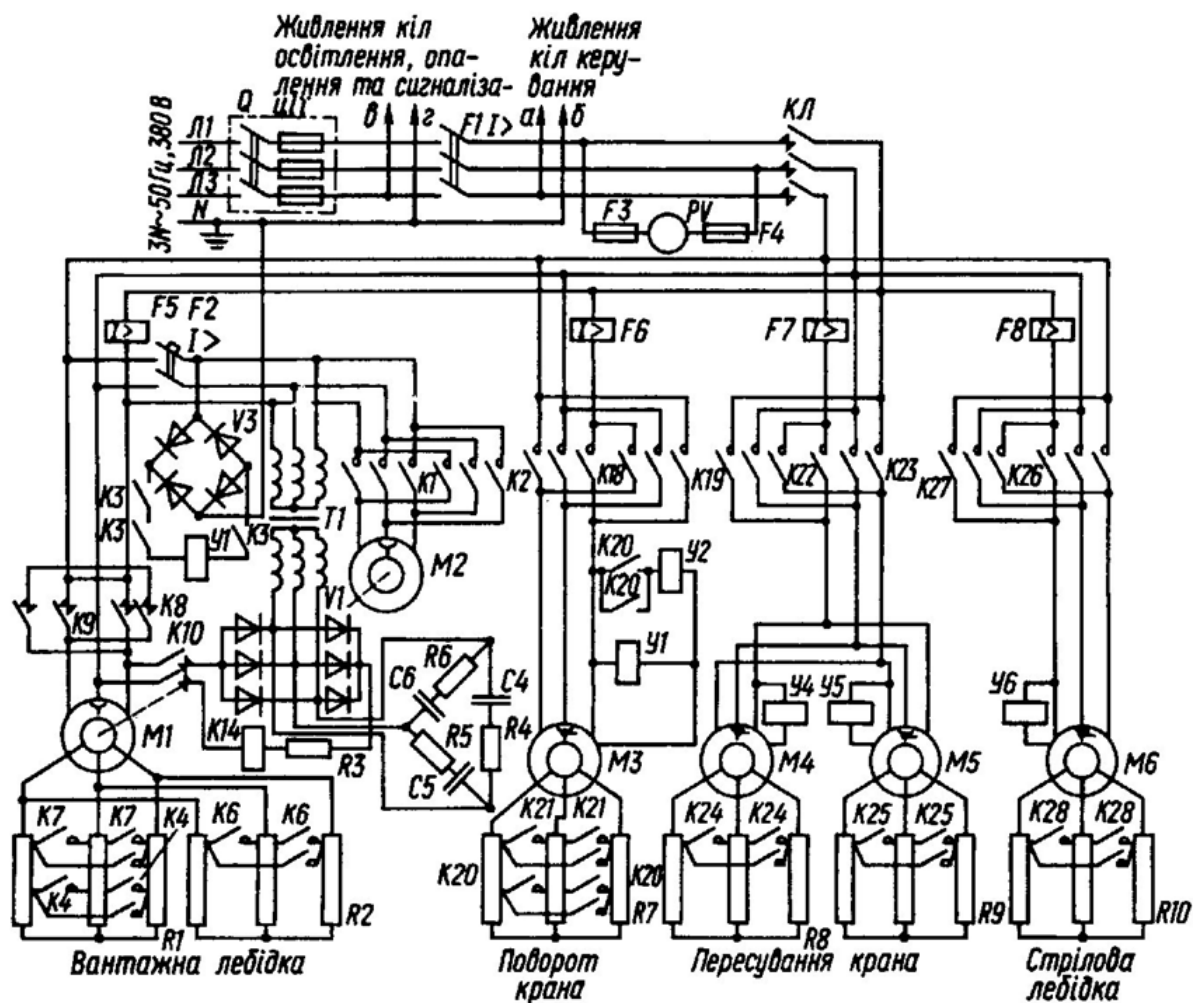 Живлення кіл
освітлення, опа-
лення та сигналіза-
ції
Живлення
кіл керу-
вання
Q
в
г
F1 I>
а
б
КЛ
3N~50Гц, 380 В
Л1
Л2
Л3
N
F3
PV
F4
F5
F2
I>
I>
I>
F6
F7
I>
I>
F8
V3
K3
K3
У1
K3
T1
K1
K2
K18
K19
K22
K23
K27
K26
M2
K20
K20
У2
У1
K9
K8
K10
V1
R6
C6
C4
R5
R4
C5
У4
У5
У6
M1
K14
R3
M3
M4
M5
M6
K7
K7
K4
K6
K6
K21
K21
K24
K24
K25
K25
K28
K28
K4
K20
K20
R1
R2
R7
R8
R9
R10
Вантажна лебідка
Поворот
крана
Пересування крана
Стрілова
лебідка